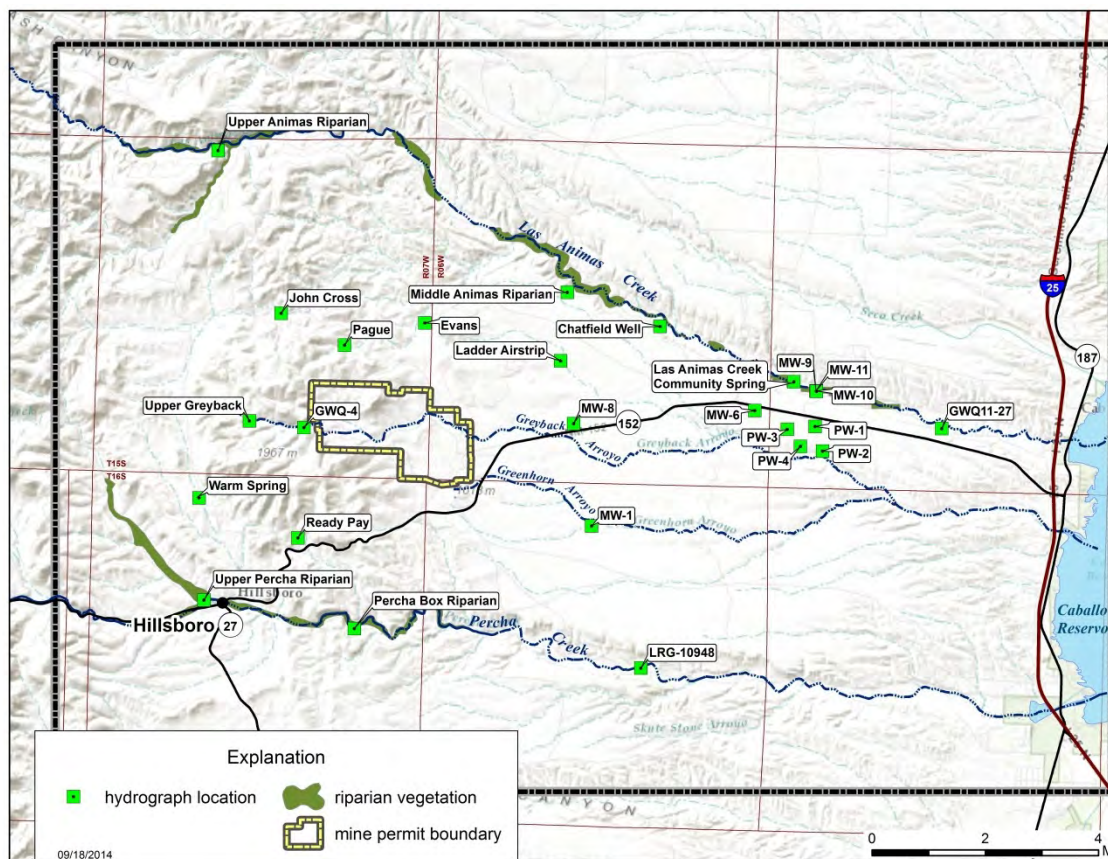 CANYON
Upper Animas Riparian
Las Animas
Creek
R07W
R06W
John Cross
Middle Animas Riparian
Pague
Evans
Chatfield Well
Ladder Airstrip
Seco Creek
25
187
Las Animas Creek
Community Spring
MW-9
MW-11
MW-10
Upper Greyback
GWQ-4
MW-8
152
MW-6
PW-1
GWQ11-27
Greyback
Arroyo
Greyback Arroyo
PW-3
PW-4
PW-2
1967 m
T15S
T16S
Warm Spring
Greenhorn
Arroyo
Greenhorn Arroyo
MW-1
Ready Pay
Upper Percha Riparian
Hillsboro
Hillsboro
27
Percha Box Riparian
Percha
Creek
Caballo
Reservo
LRG-10948
Skute Stone Arroyo
CANYON
Explanation
hydrograph location
riparian vegetation
mine permit boundary
09/18/2014
0 2 4 M